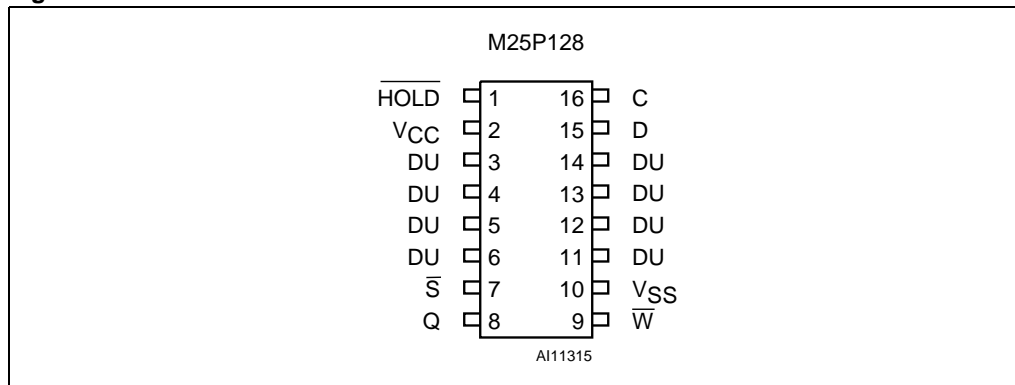 M25P128
HOLD 1 16 C
VCC 2 15 D
DU 3 14 DU
DU 4 13 DU
DU 5 12 DU
DU 6 11 DU
S 7 10 VSS
Q 8 9 W
AI11315